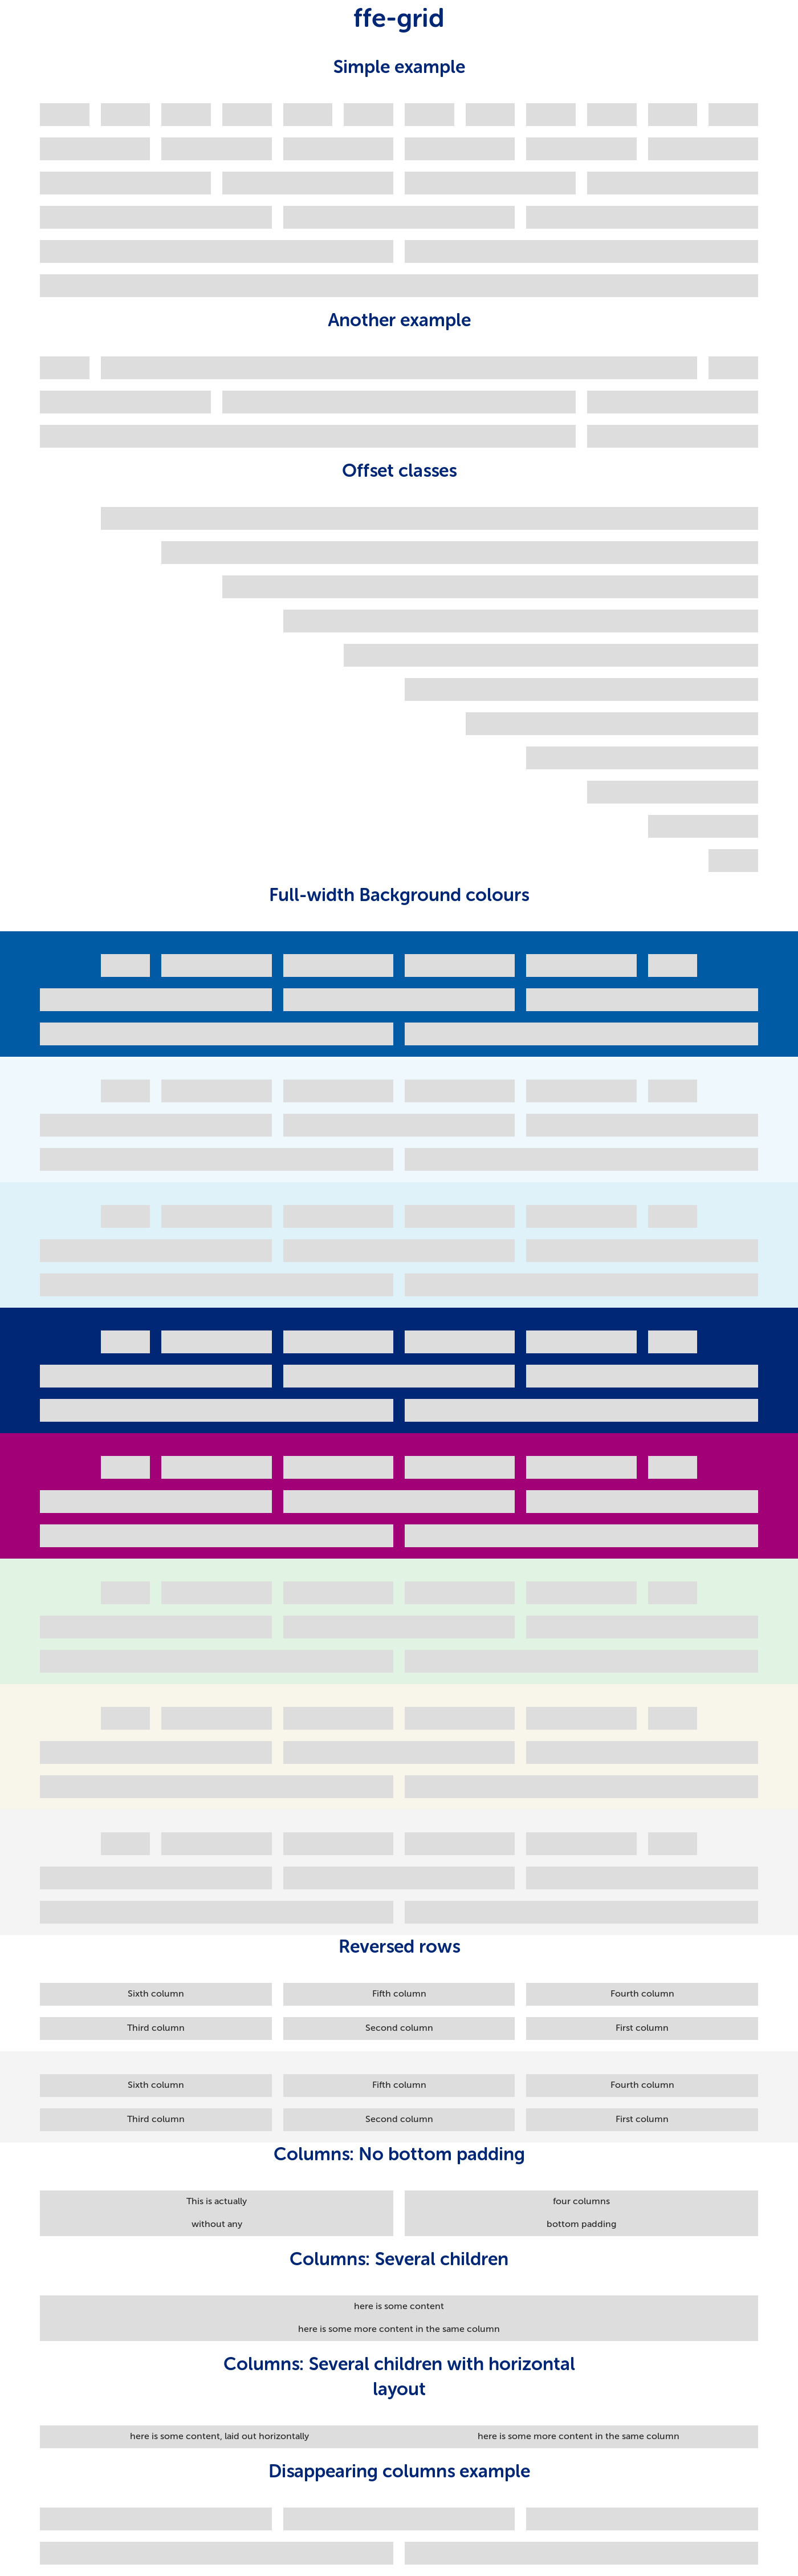 ffe-grid
Simple example
Another example
Offset classes
Full-width Background colours
Reversed rows
Sixth column
Fifth column
Fourth column
Third column
Second column
First column
Sixth column
Fifth column
Fourth column
Third column
Second column
First column
Columns: No bottom padding
This is actually
four columns
without any
bottom padding
Columns: Several children
here is some content
here is some more content in the same column
Columns: Several children with horizontal
layout
here is some content, laid out horizontally
here is some more content in the same column
Disappearing columns example